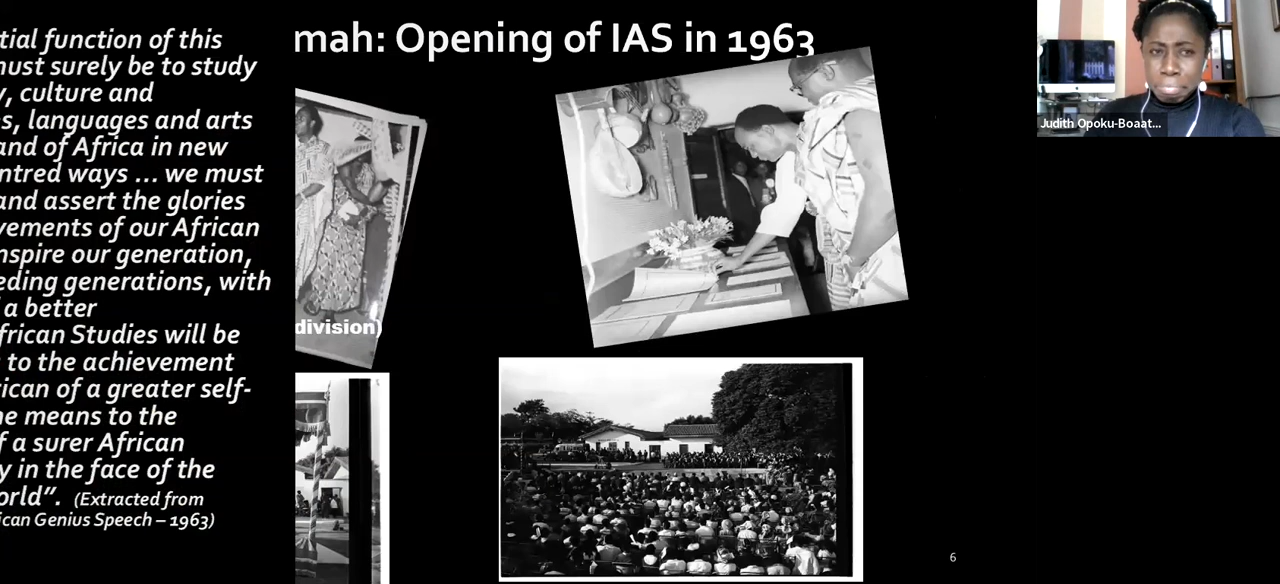 mah: Opening of IAS in 1963
tial function of this
must surely be to study
y, culture and
es, languages and arts
and of Africa in new
ntred ways ... we must
and assert the glories
vements of our African
nspire our generation,
eding generations, with
f a better
frican Studies will be
to the achievement
rican of a greater self-
ne means to the
f a surer African
y in the face of the
orld”. (Extracted from
ican Genius Speech – 1963)
division)
Judith Opoku-Boaat...
6